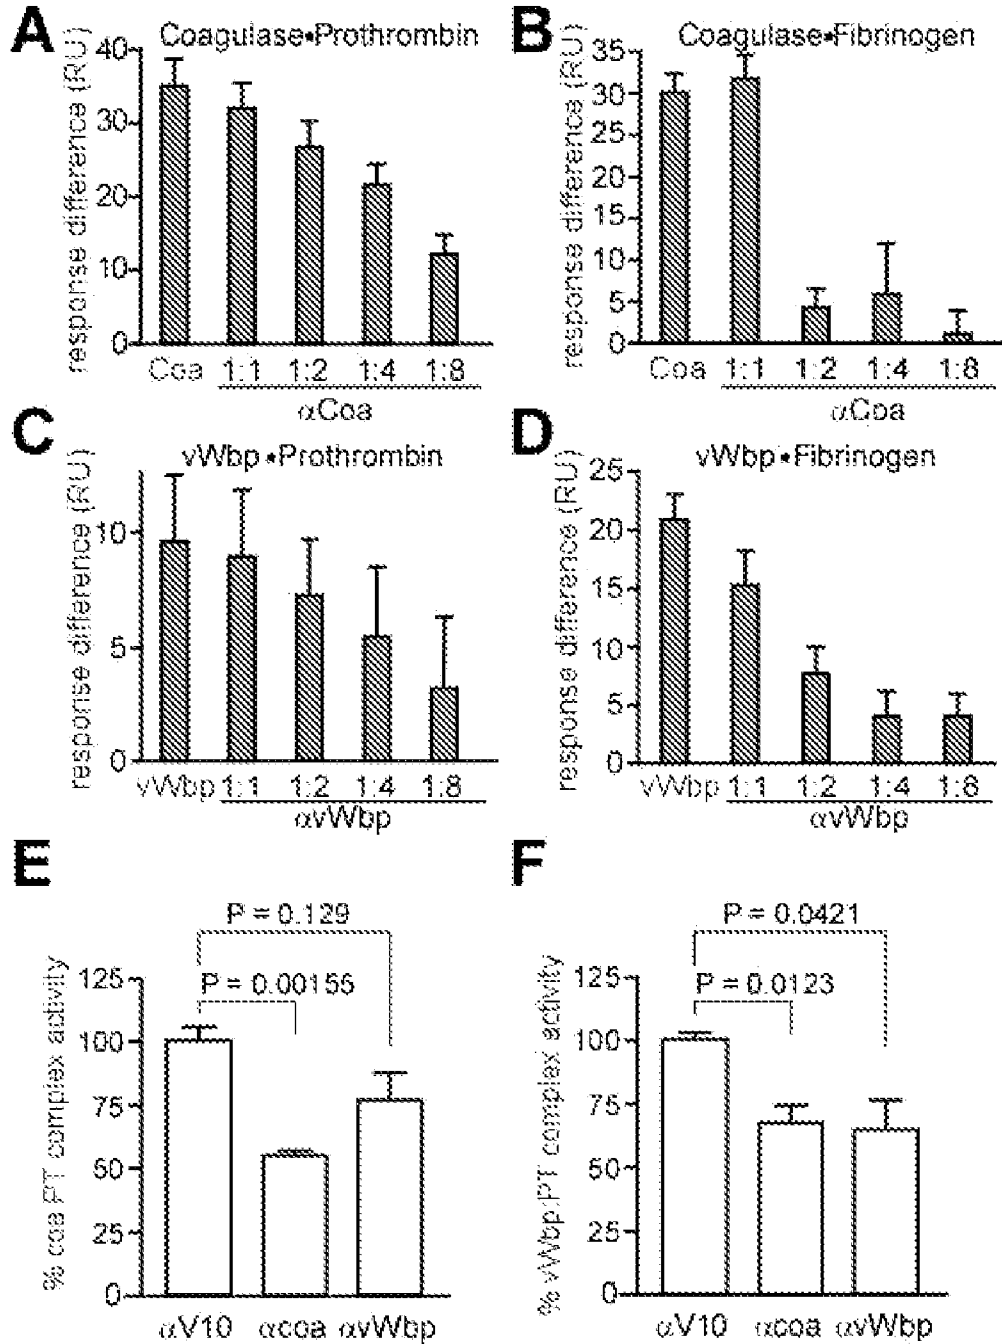 A
Coagulase•Prothrombin
response difference (RU)
40
30
20
10
0
Coa 1:1 1:2 1:4 1:8
αCoa
B
Coagulase•Fibrinogen
response difference (RU)
35
30
25
20
15
10
5
0
Coa 1:1 1:2 1:4 1:8
αCoa
C
vWbp•Prothrombin
response difference (RU)
10
5
0
vWbp 1:1 1:2 1:4 1:8
αvWbp
D
vWbp•Fibrinogen
response difference (RU)
25
20
15
10
5
0
vWbp 1:1 1:2 1:4 1:8
αvWbp
E
P = 0.129
P = 0.00155
% coa PT complex activity
125
100
75
50
25
0
αV10 αcoa αvWbp
F
P = 0.0421
P = 0.0123
% vWbp:PT complex activity
125
100
75
50
25
0
αV10 αcoa αvWbp